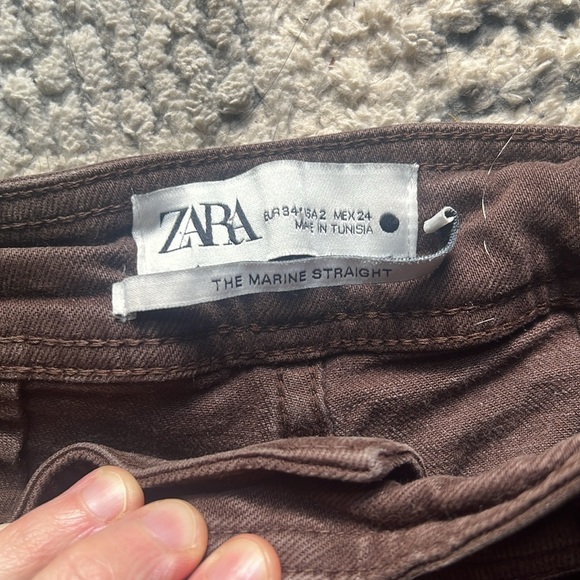 ZARA
EUR 34 USA 2 MEX 24
MADE IN TUNISIA
THE MARINE STRAIGHT